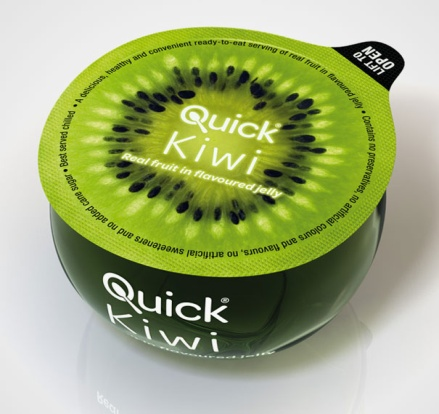 A delicious, healthy and convenient ready-to-eat serving of real fruit in flavoured jelly • Contains no preservatives, no artificial colours and flavours, no artificial sweeteners and no added cane sugar • Best served chilled •
LIFT TO
OPEN
Quick
Kiwi
Real fruit in flavoured jelly
Quick®
Kiwi
flavoured jelly